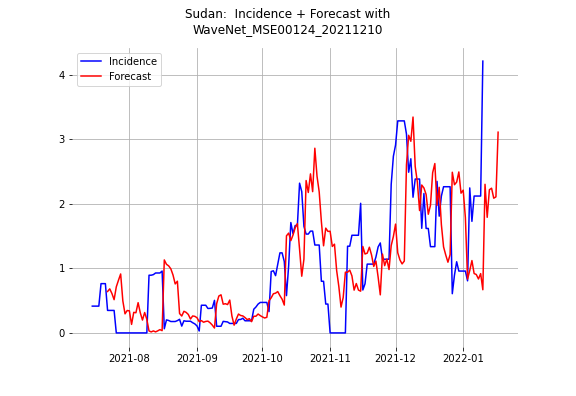 Sudan:  Incidence + Forecast with
WaveNet_MSE00124_20211210
Incidence
Forecast
4
3
2
1
0
2021-08
2021-09
2021-10
2021-11
2021-12
2022-01